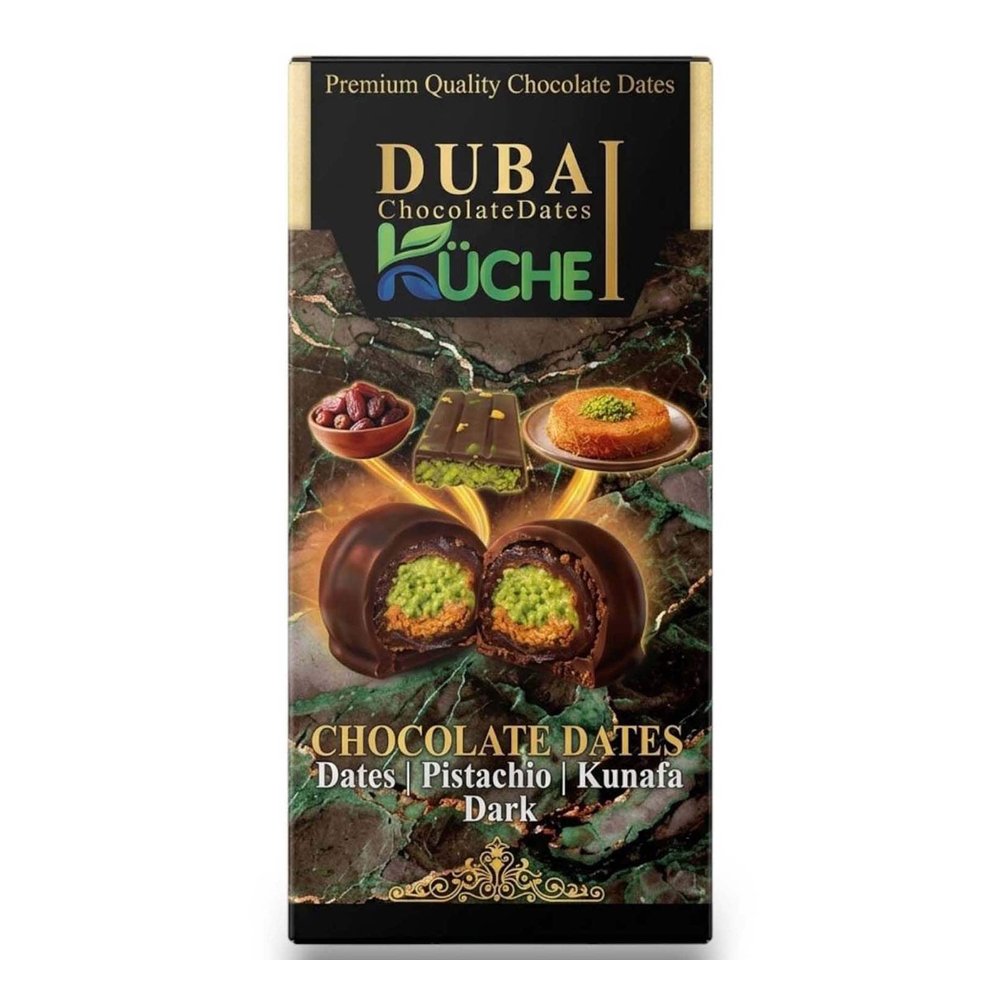 Premium Quality Chocolate Dates
DUBAI
ChocolateDates
KÜCHE
CHOCOLATE DATES
Dates | Pistachio | Kunafa
Dark